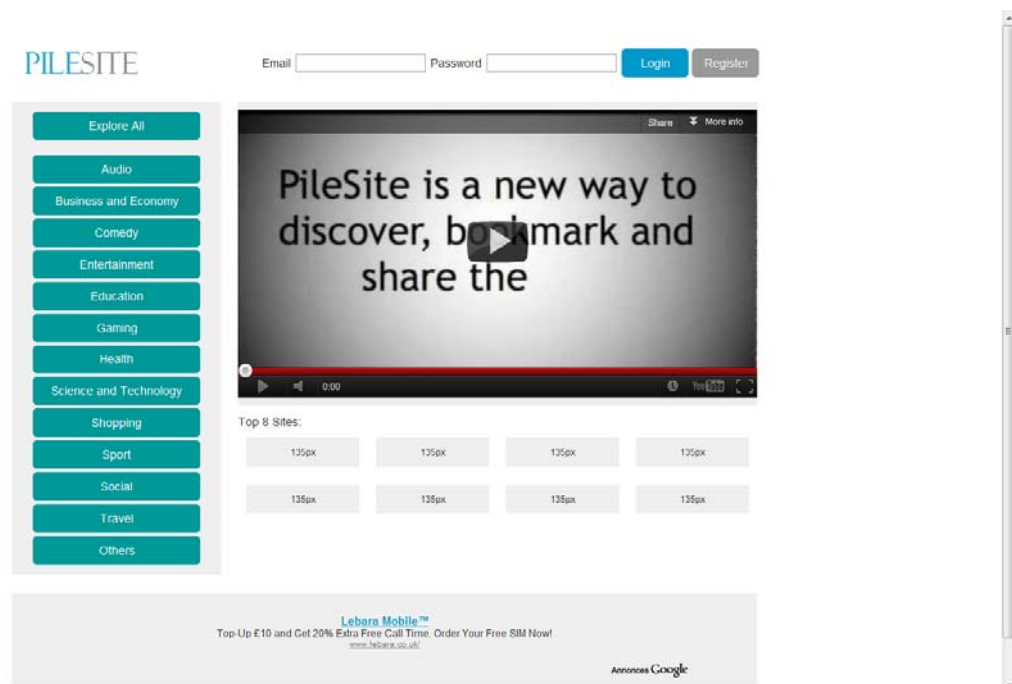 PILESITE
Email Password Login Register
Explore All
Audio
Business and Economy
Comedy
Entertainment
Education
Gaming
Health
Science and Technology
Shopping
Sport
Social
Travel
Others
Share More info
PileSite is a new way to
discover, bookmark and
share the
0:00 YouTube
Top 8 Sites:
135px 135px 135px 135px
135px 135px 135px 135px
Lebara Mobile™
Top-Up £10 and Get 20% Extra Free Call Time. Order Your Free SIM Now!
www.lebara.co.uk/
Annonces Google